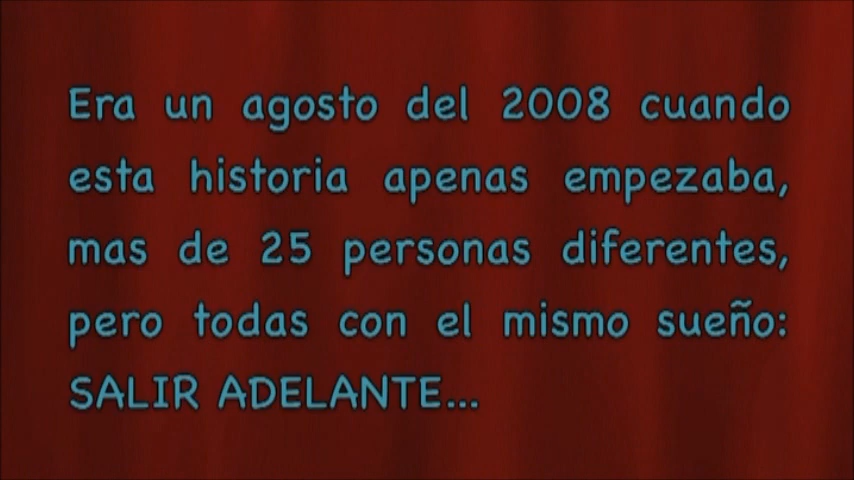 Era un agosto del 2008 cuando
esta historia apenas empezaba,
mas de 25 personas diferentes,
pero todas con el mismo sueño:
SALIR ADELANTE...